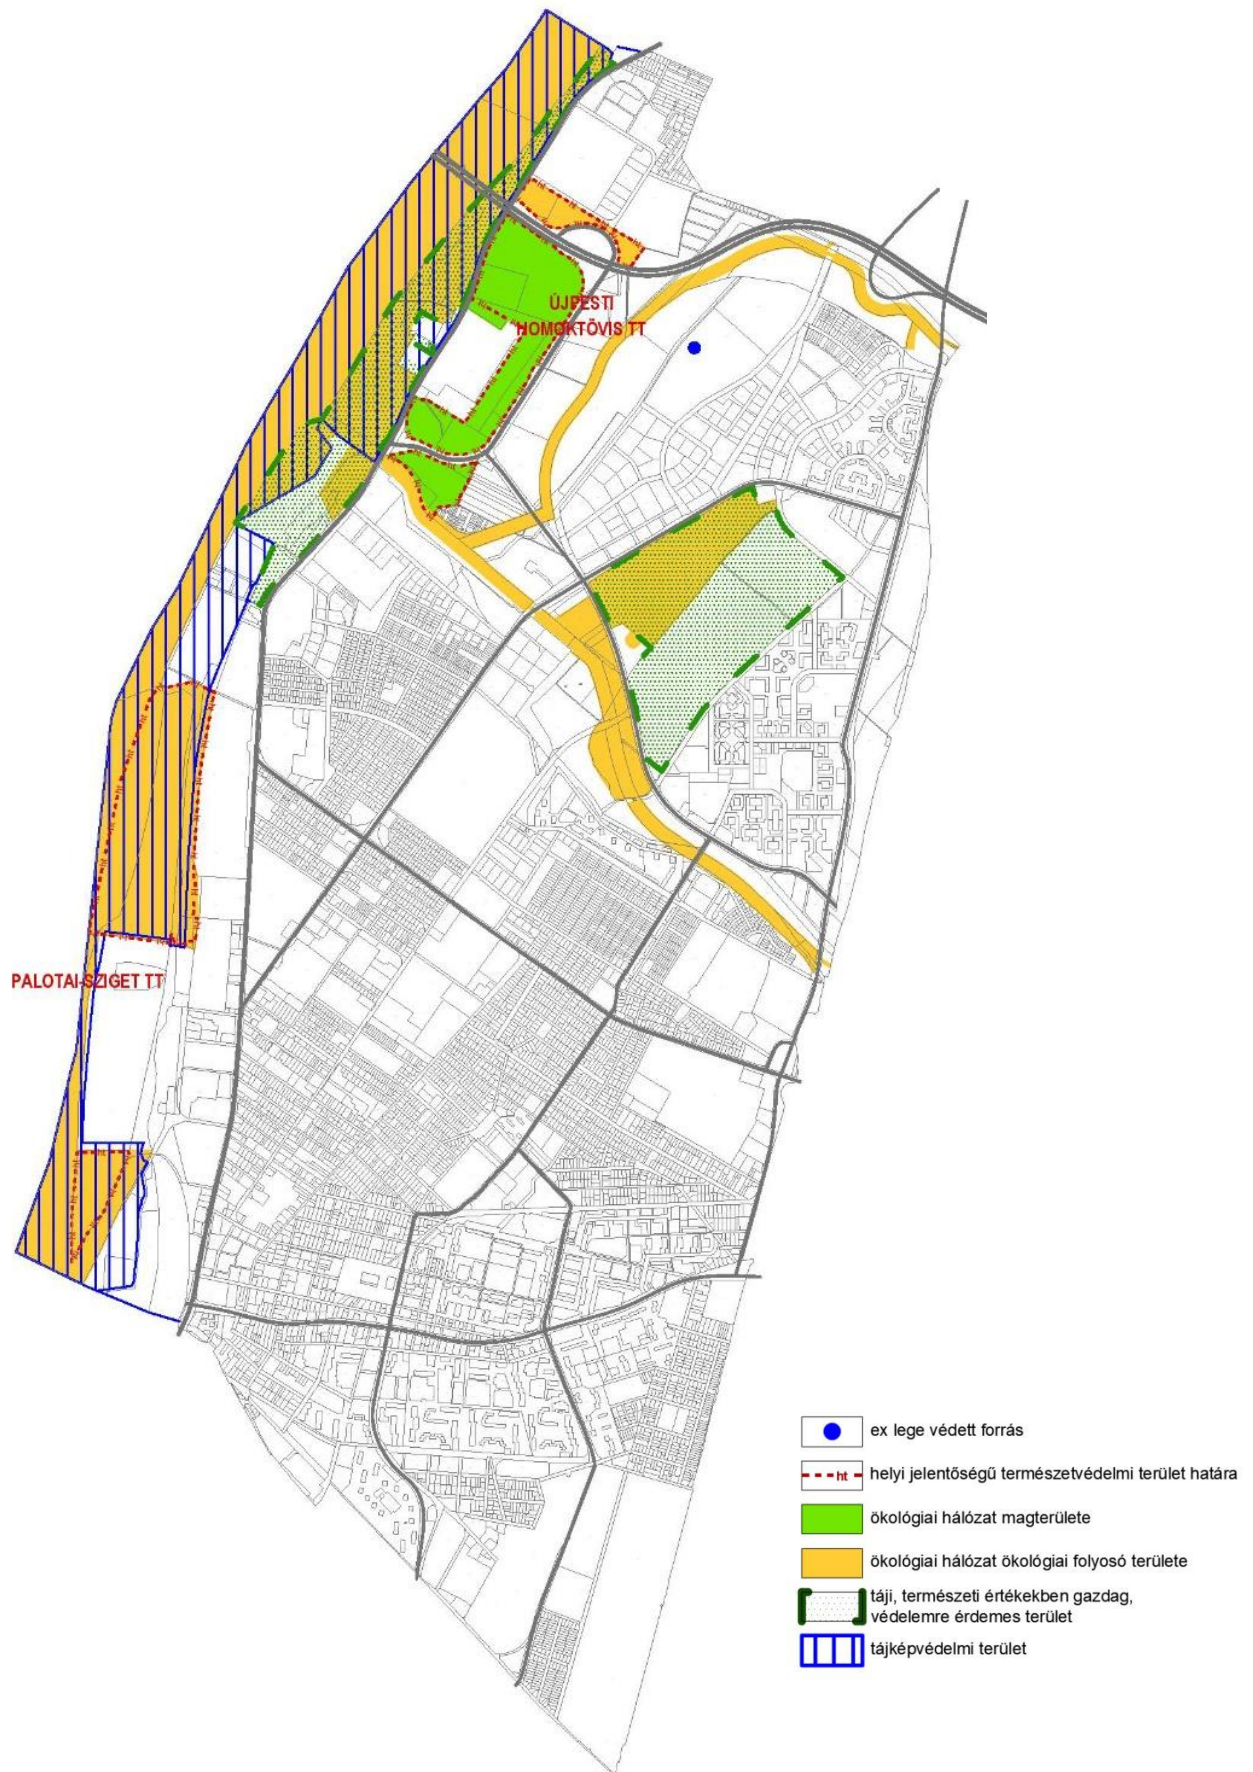 ÚJPESTI
HOMOKTÖVIS TT
PALOTAI-SZIGET TT
ex lege védett forrás
ht
helyi jelentőségű természetvédelmi terület határa
ökológiai hálózat magterülete
ökológiai hálózat ökológiai folyosó területe
táji, természeti értékekben gazdag,
védelemre érdemes terület
tájképvédelmi terület